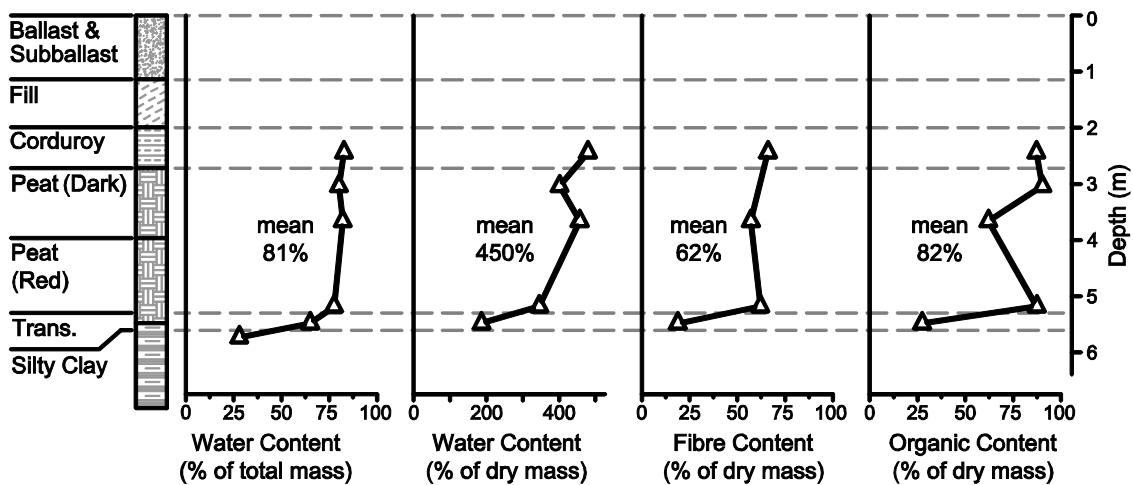 Ballast &
Subballast
Fill
Corduroy
Peat (Dark)
Peat
(Red)
Trans.
Silty Clay
mean
81%
0 25 50 75 100
Water Content
(% of total mass)
mean
450%
0 200 400
Water Content
(% of dry mass)
mean
62%
0 25 50 75 100
Fibre Content
(% of dry mass)
mean
82%
0 25 50 75 100
Organic Content
(% of dry mass)
0
1
2
3
4
5
6
Depth (m)